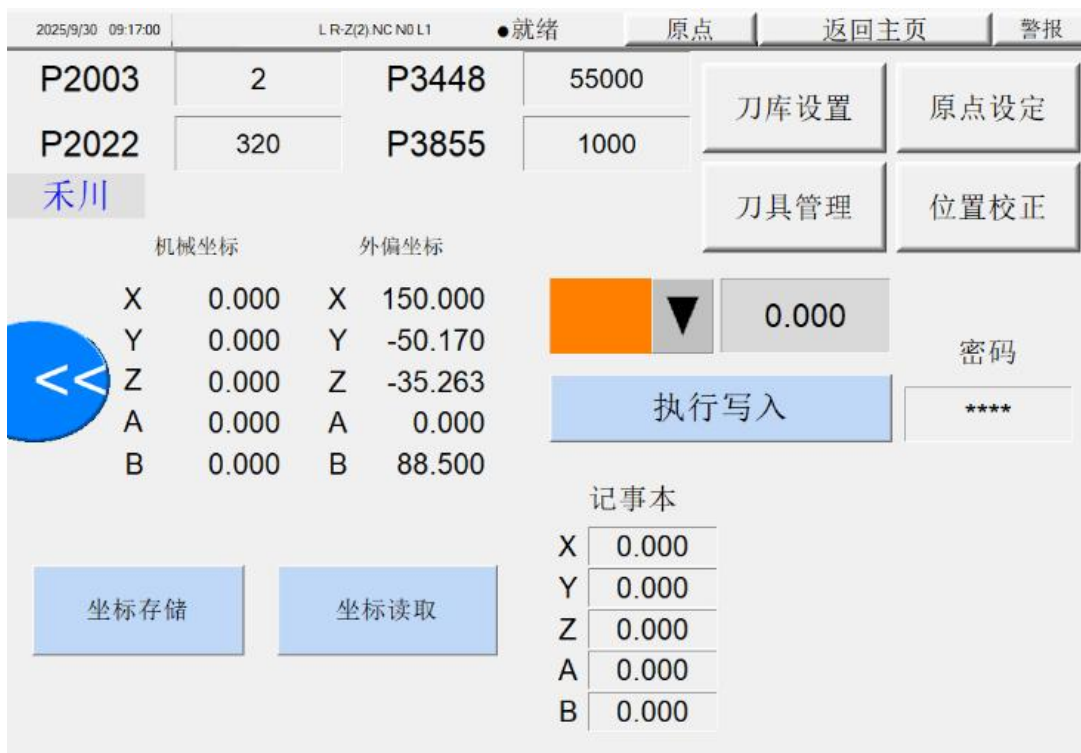 2025/9/30 09:17:00 L R-Z(2).NC N0 L1 ●就绪 原点 返回主页 警报
P2003 2 P3448 55000
刀库设置 原点设定
P2022 320 P3855 1000
禾川
刀具管理 位置校正
机械坐标 外偏坐标
X 0.000 X 150.000
▼ 0.000
Y 0.000 Y -50.170
密码
<< Z 0.000 Z -35.263
执行写入 ****
A 0.000 A 0.000
B 0.000 B 88.500
记事本
X 0.000
Y 0.000
坐标存储 坐标读取
Z 0.000
A 0.000
B 0.000